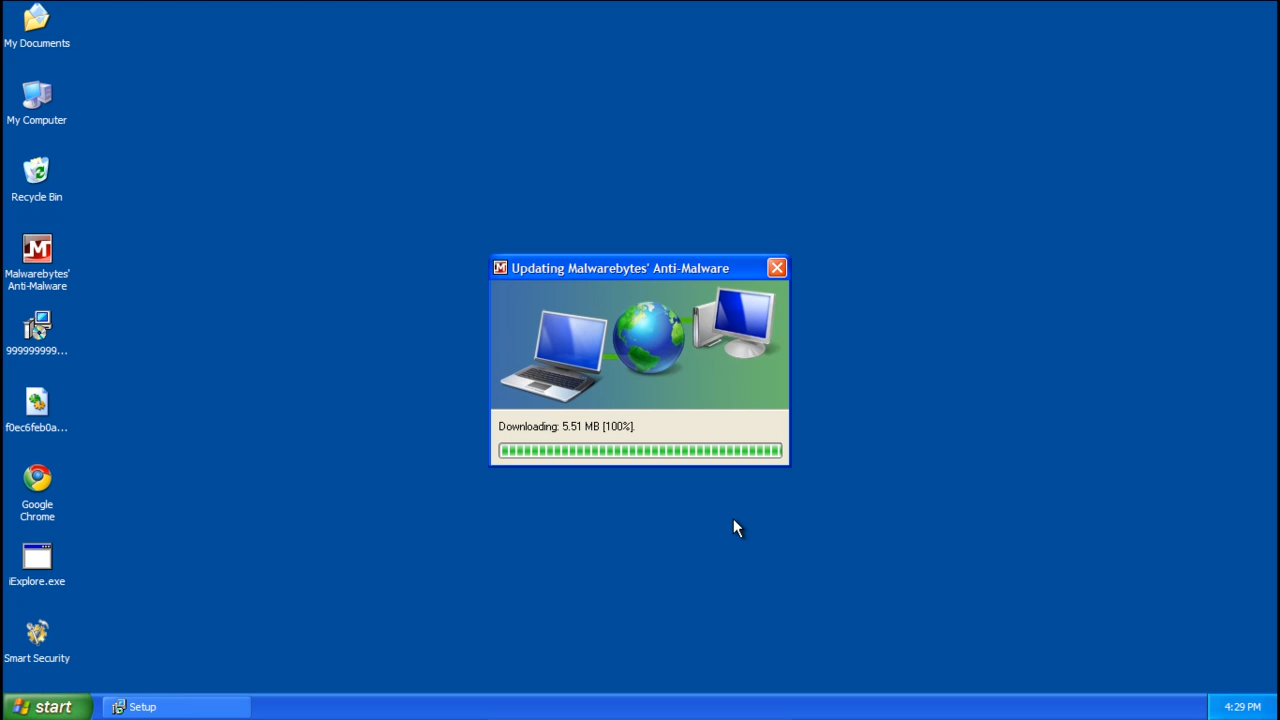 My Documents
My Computer
Recycle Bin
Malwarebytes'
Anti-Malware
999999999...
f0ec6feb0a...
Google
Chrome
iExplore.exe
Smart Security
Updating Malwarebytes' Anti-Malware
Downloading: 5.51 MB [100%].
start
Setup
4:29 PM